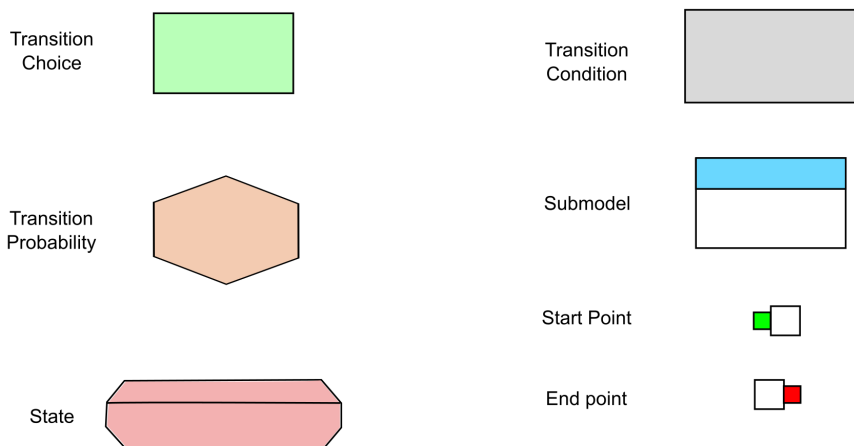 Transition
Choice
Transition
Probability
State
Transition
Condition
Submodel
Start Point
End point